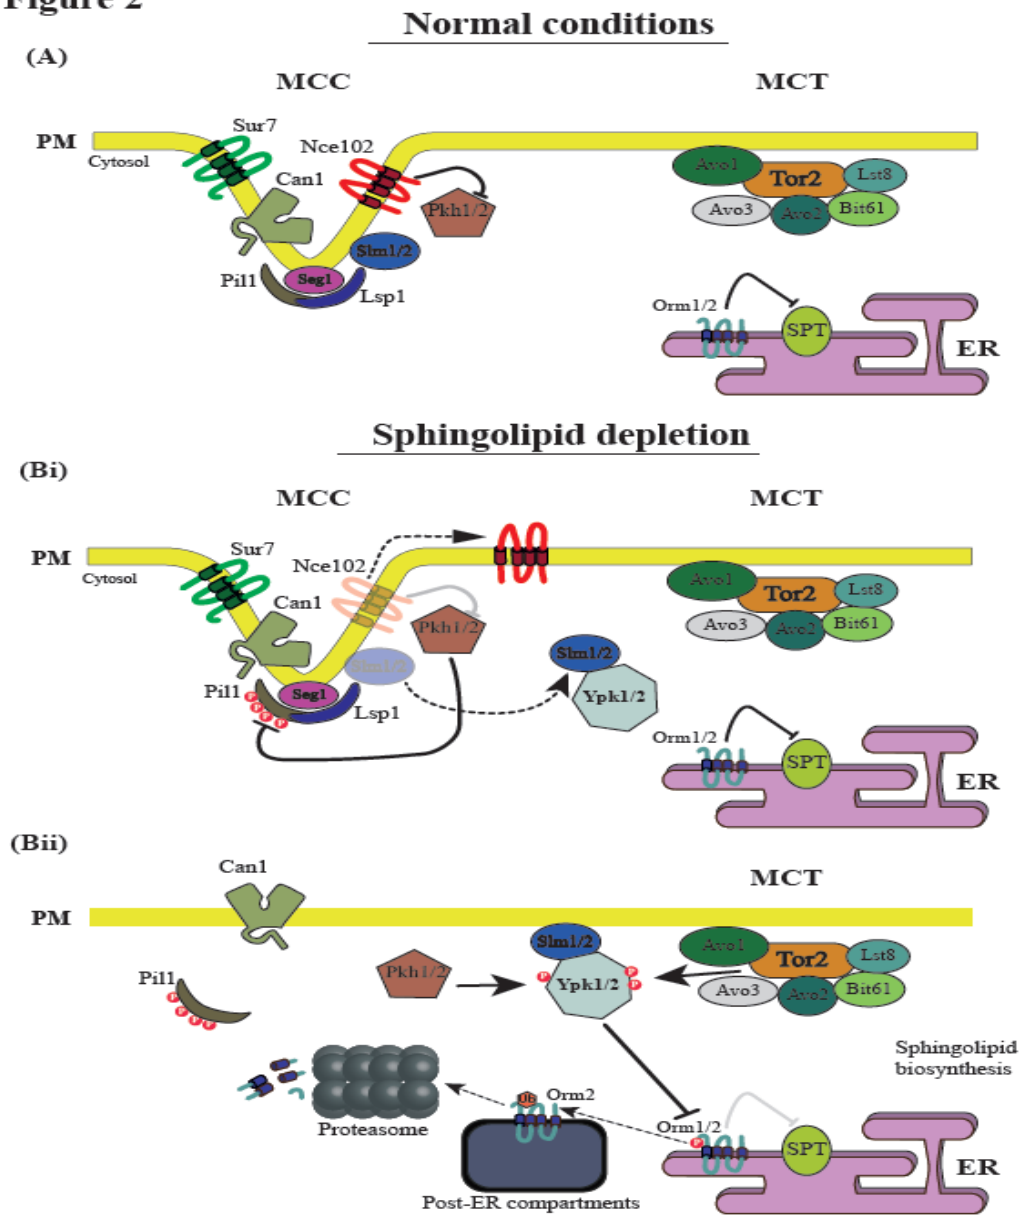 Figure 2
Normal conditions
(A)
MCC
MCT
PM
Cytosol
Sur7
Nce102
Can1
Pkh1/2
Slm1/2
Pil1
Seg1
Lsp1
Avo1
Tor2
Lst8
Avo3
Avo2
Bit61
Orm1/2
SPT
ER
Sphingolipid depletion
(Bi)
MCC
MCT
PM
Cytosol
Sur7
Nce102
Can1
Pkh1/2
Slm1/2
Pil1
P
P
P
P
Seg1
Lsp1
Slm1/2
Ypk1/2
Avo1
Tor2
Lst8
Avo3
Avo2
Bit61
Orm1/2
SPT
ER
(Bii)
Can1
MCT
PM
Pil1
P
P
P
P
Pkh1/2
Slm1/2
P
Ypk1/2
P
P
Avo1
Tor2
Lst8
Avo3
Avo2
Bit61
Sphingolipid
biosynthesis
Proteasome
Ub
Orm2
Post-ER compartments
Orm1/2
P
SPT
ER